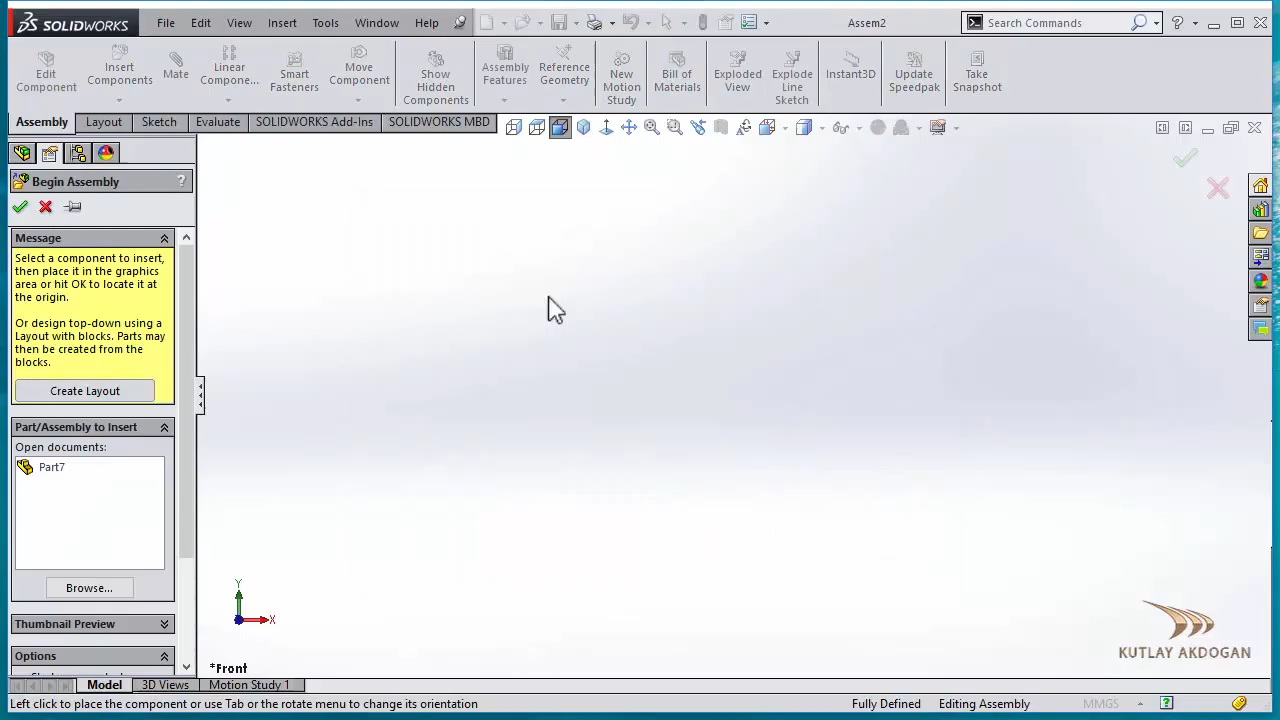 SOLIDWORKS File Edit View Insert Tools Window Help Assem2 Search Commands ?
Edit Component
Insert Components
Mate
Linear Compone...
Smart Fasteners
Move Component
Show Hidden Components
Assembly Features
Reference Geometry
New Motion Study
Bill of Materials
Exploded View
Explode Line Sketch
Instant3D
Update Speedpak
Take Snapshot
Assembly Layout Sketch Evaluate SOLIDWORKS Add-Ins SOLIDWORKS MBD
Begin Assembly ?
Message
Select a component to insert,
then place it in the graphics
area or hit OK to locate it at
the origin.
Or design top-down using a
Layout with blocks. Parts may
then be created from the
blocks.
Create Layout
Part/Assembly to Insert
Open documents:
Part7
Browse...
Thumbnail Preview
Options
Y
X
*Front
KUTLAY AKDOGAN
Model 3D Views Motion Study 1
Left click to place the component or use Tab or the rotate menu to change its orientation Fully Defined Editing Assembly MMGS ?